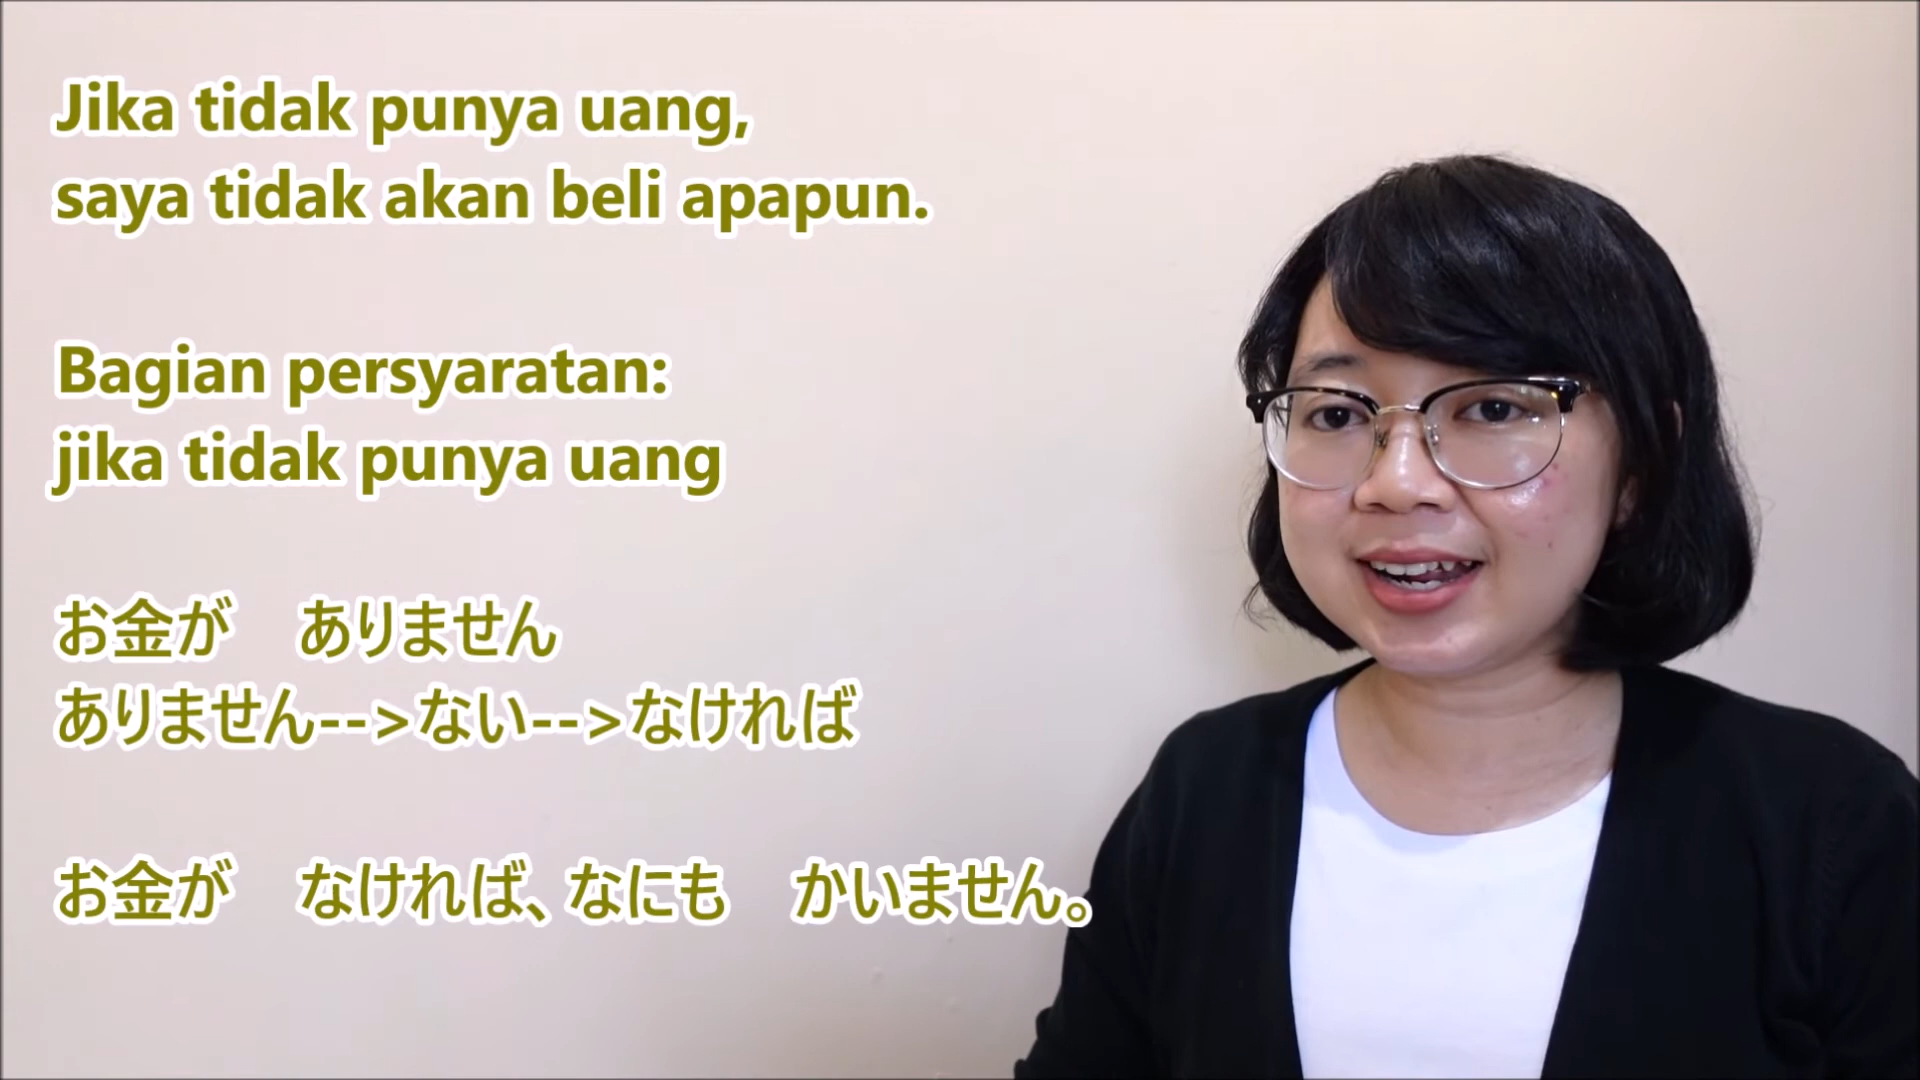 Jika tidak punya uang,
saya tidak akan beli apapun.
Bagian persyaratan:
jika tidak punya uang
お金が　ありません
ありません-->ない-->なければ
お金が　なければ、なにも　かいません。